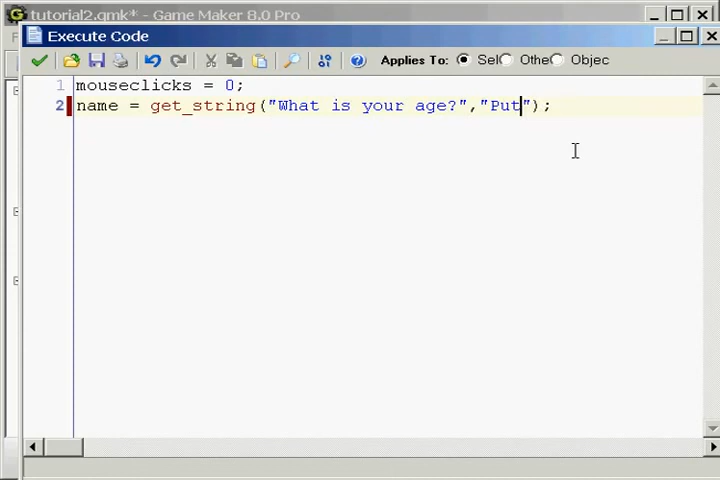 tutorial2.gmk* - Game Maker 8.0 Pro
Execute Code
Applies To: Sel Othe Objec
1 mouseclicks = 0;
2 name = get_string("What is your age?","Put");